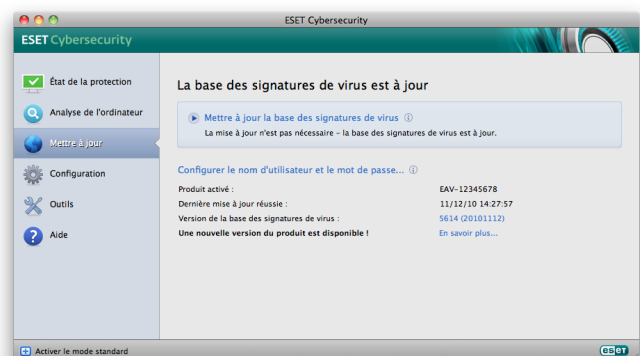 ESET Cybersecurity
ESET Cybersecurity
État de la protection
Analyse de l'ordinateur
Mettre à jour
Configuration
Outils
Aide
La base des signatures de virus est à jour
Mettre à jour la base des signatures de virus
La mise à jour n'est pas nécessaire – la base des signatures de virus est à jour.
Configurer le nom d'utilisateur et le mot de passe...
Produit activé : EAV-12345678
Dernière mise à jour réussie : 11/12/10 14:27:57
Version de la base des signatures de virus : 5614 (20101112)
Une nouvelle version du produit est disponible ! En savoir plus...
Activer le mode standard
eset